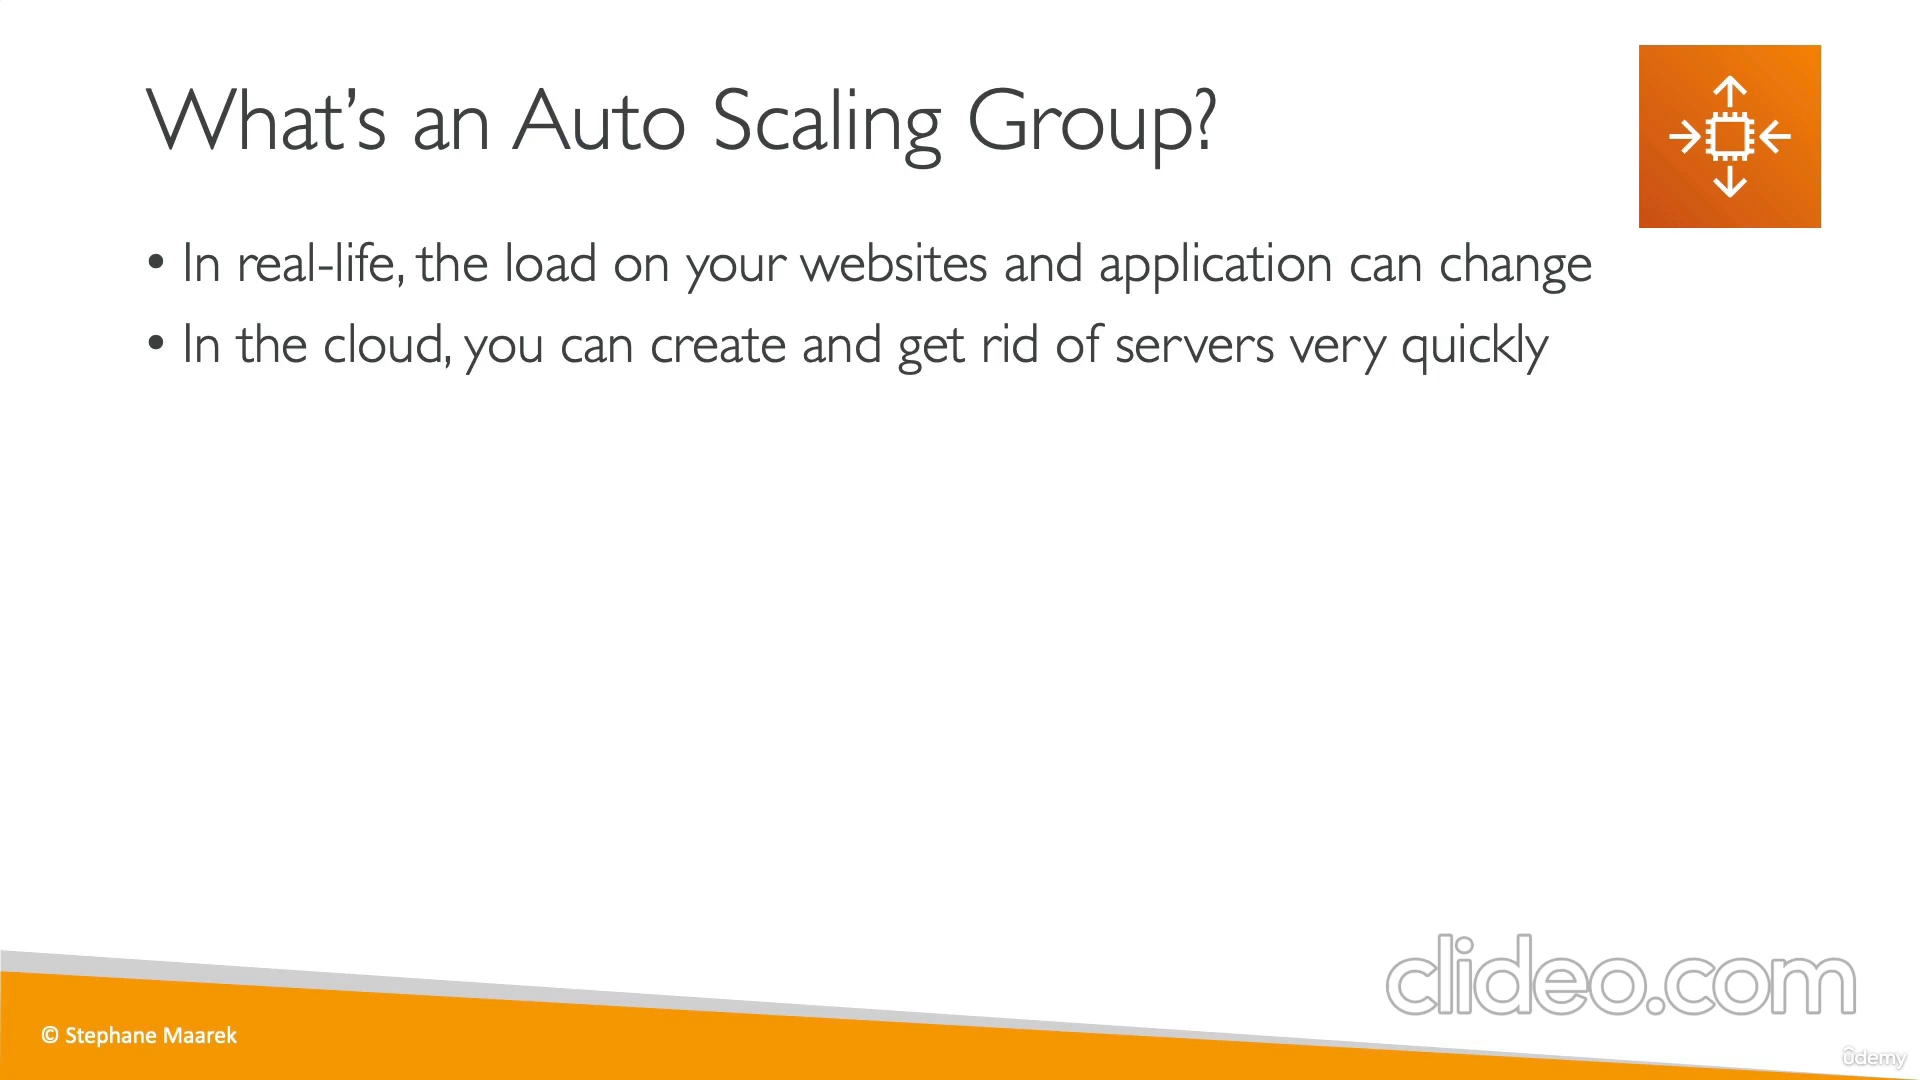 What’s an Auto Scaling Group?
• In real-life, the load on your websites and application can change
• In the cloud, you can create and get rid of servers very quickly
clideo.com
© Stephane Maarek
ûdemy